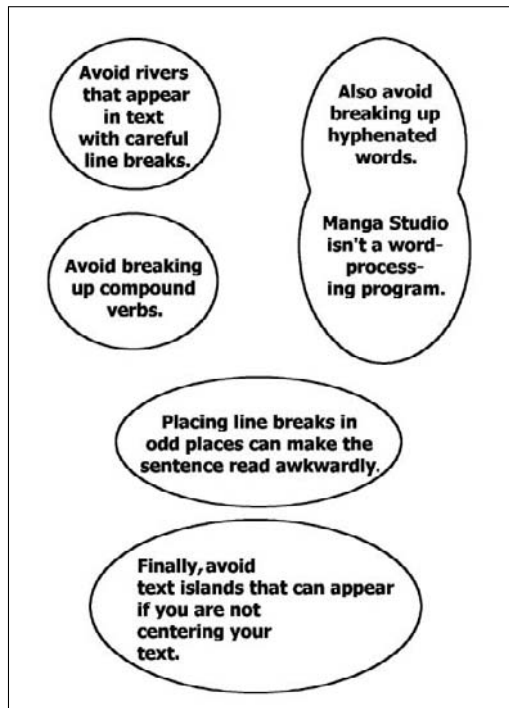 Avoid rivers
that appear
in text
with careful
line breaks.
Also avoid
breaking up
hyphenated
words.
Manga Studio
isn't a word-
process-
ing program.
Avoid breaking
up compound
verbs.
Placing line breaks in
odd places can make the
sentence read awkwardly.
Finally, avoid
text islands that can appear
if you are not
centering your
text.